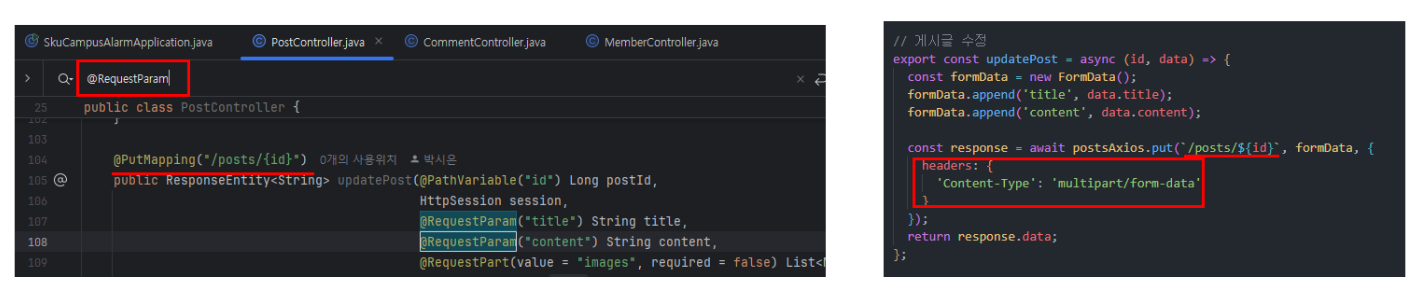 SkuCampusAlarmApplication.java PostController.java × CommentController.java MemberController.java
@RequestParam
25 public class PostController {
102 }
103
104 @PutMapping("/posts/{id}") 0개의 사용위치 박시은
105 @ public ResponseEntity<String> updatePost(@PathVariable("id") Long postId,
106 HttpSession session,
107 @RequestParam("title") String title,
108 @RequestParam("content") String content,
109 @RequestPart(value = "images", required = false) List<M
// 게시글 수정
export const updatePost = async (id, data) => {
const formData = new FormData();
formData.append('title', data.title);
formData.append('content', data.content);
const response = await postsAxios.put(`/posts/${id}`, formData, {
headers: {
'Content-Type': 'multipart/form-data'
}
});
return response.data;
};